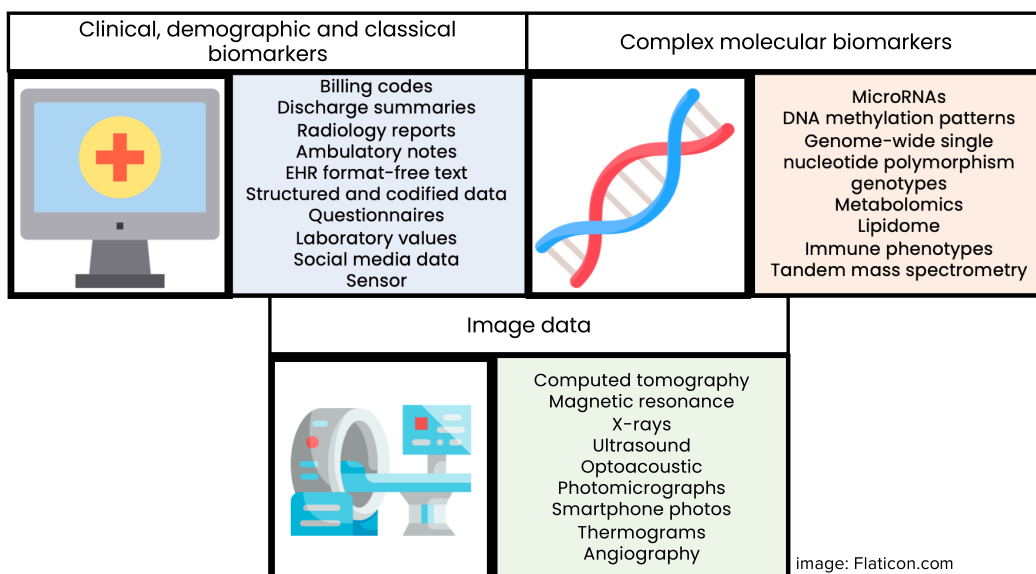 Clinical, demographic and classical
biomarkers
Complex molecular biomarkers
Billing codes
Discharge summaries
Radiology reports
Ambulatory notes
EHR format-free text
Structured and codified data
Questionnaires
Laboratory values
Social media data
Sensor
MicroRNAs
DNA methylation patterns
Genome-wide single
nucleotide polymorphism
genotypes
Metabolomics
Lipidome
Immune phenotypes
Tandem mass spectrometry
Image data
Computed tomography
Magnetic resonance
X-rays
Ultrasound
Optoacoustic
Photomicrographs
Smartphone photos
Thermograms
Angiography
image: Flaticon.com